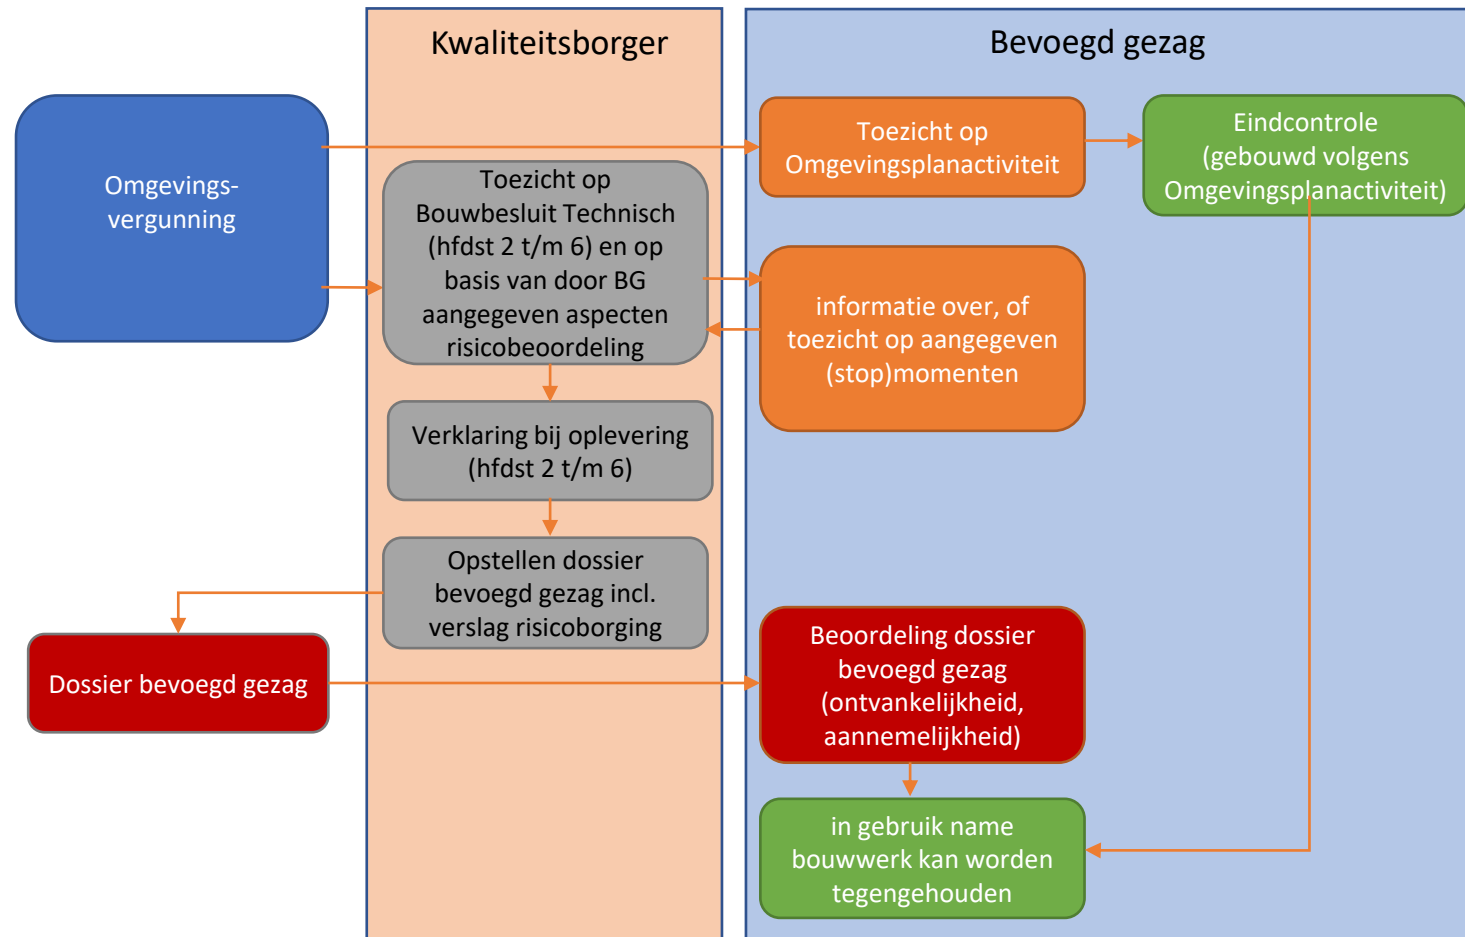 Kwaliteitsborger
Bevoegd gezag
Omgevings-
vergunning
Toezicht op
Bouwbesluit Technisch
(hfdst 2 t/m 6) en op
basis van door BG
aangegeven aspecten
risicobeoordeling
Toezicht op
Omgevingsplanactiviteit
Eindcontrole
(gebouwd volgens
Omgevingsplanactiviteit)
informatie over, of
toezicht op aangegeven
(stop)momenten
Verklaring bij oplevering
(hfdst 2 t/m 6)
Opstellen dossier
bevoegd gezag incl.
verslag risicoborging
Dossier bevoegd gezag
Beoordeling dossier
bevoegd gezag
(ontvankelijkheid,
aannemelijkheid)
in gebruik name
bouwwerk kan worden
tegengehouden